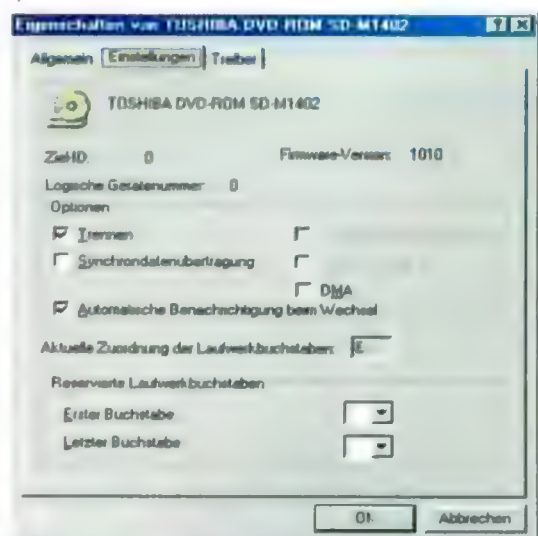 Eigenschaften von TOSHIBA DVD-ROM SD-M1402
Allgemein Einstellungen Treiber
TOSHIBA DVD-ROM SD-M1402
Ziel-ID: 0 Firmware-Version: 1010
Logische Gerätenummer: 0
Optionen
Trennen
Synchrondatenübertragung
DMA
Automatische Benachrichtigung beim Wechsel
Aktuelle Zuordnung der Laufwerkbuchstaben: E
Reservierte Laufwerkbuchstaben
Erster Buchstabe
Letzter Buchstabe
OK Abbrechen